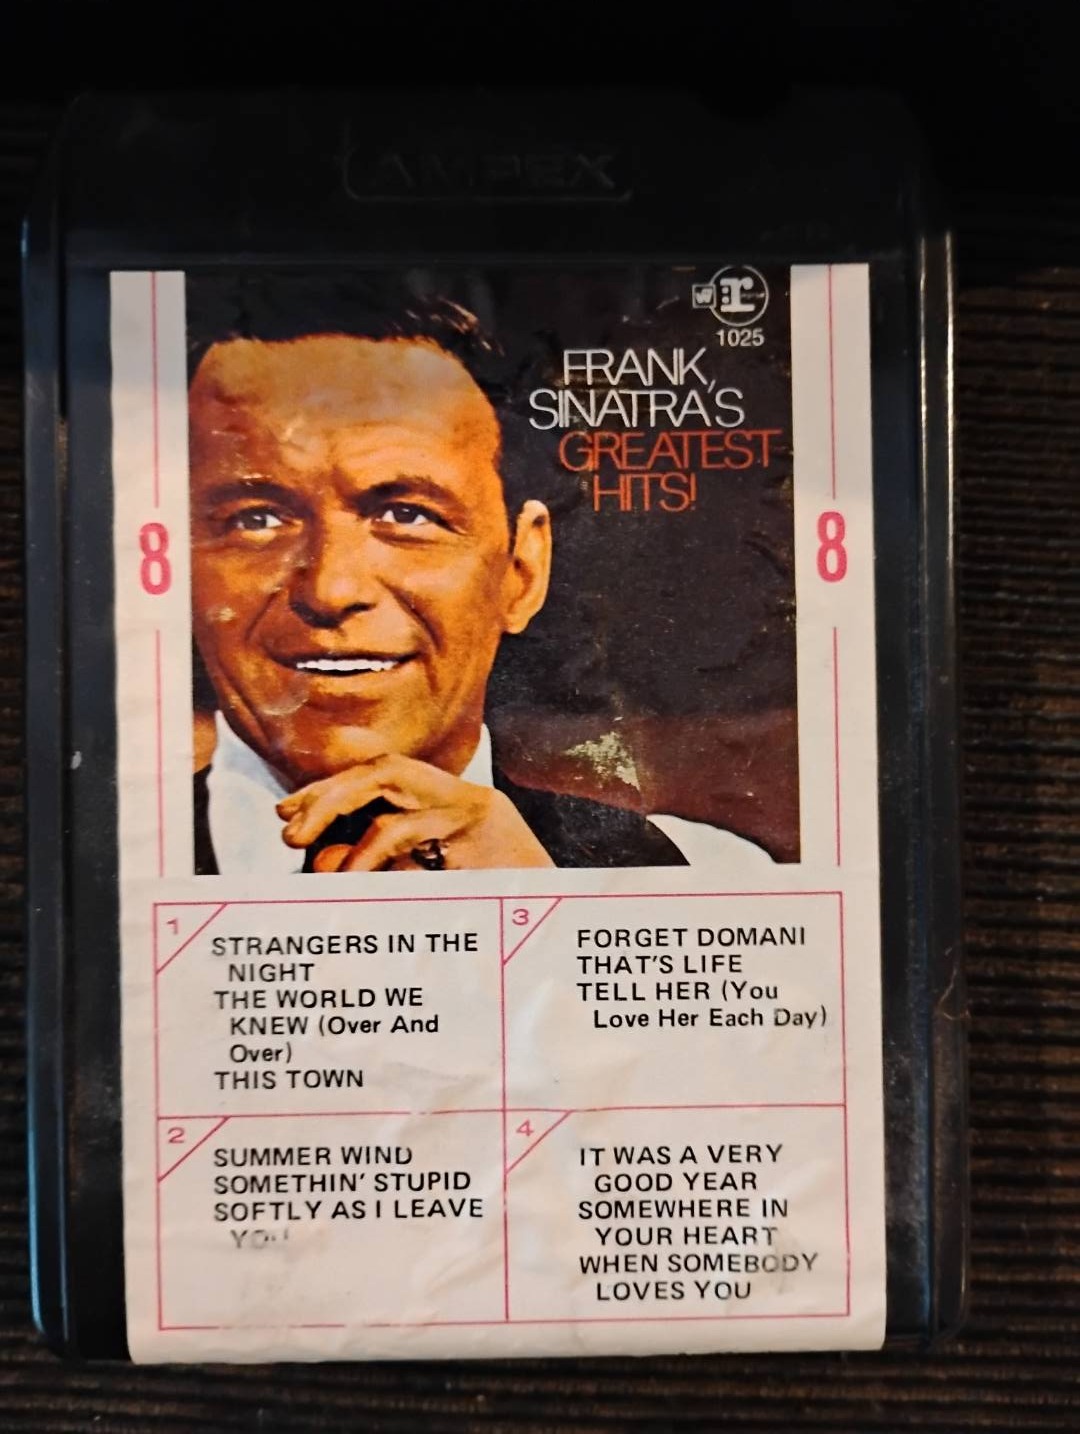 AMPEX
W
r
1025
FRANK
SINATRA'S
GREATEST
HITS!
8
8
1
STRANGERS IN THE
NIGHT
THE WORLD WE
KNEW (Over And
Over)
THIS TOWN
2
SUMMER WIND
SOMETHIN' STUPID
SOFTLY AS I LEAVE
YOU
3
FORGET DOMANI
THAT'S LIFE
TELL HER (You
Love Her Each Day)
4
IT WAS A VERY
GOOD YEAR
SOMEWHERE IN
YOUR HEART
WHEN SOMEBODY
LOVES YOU